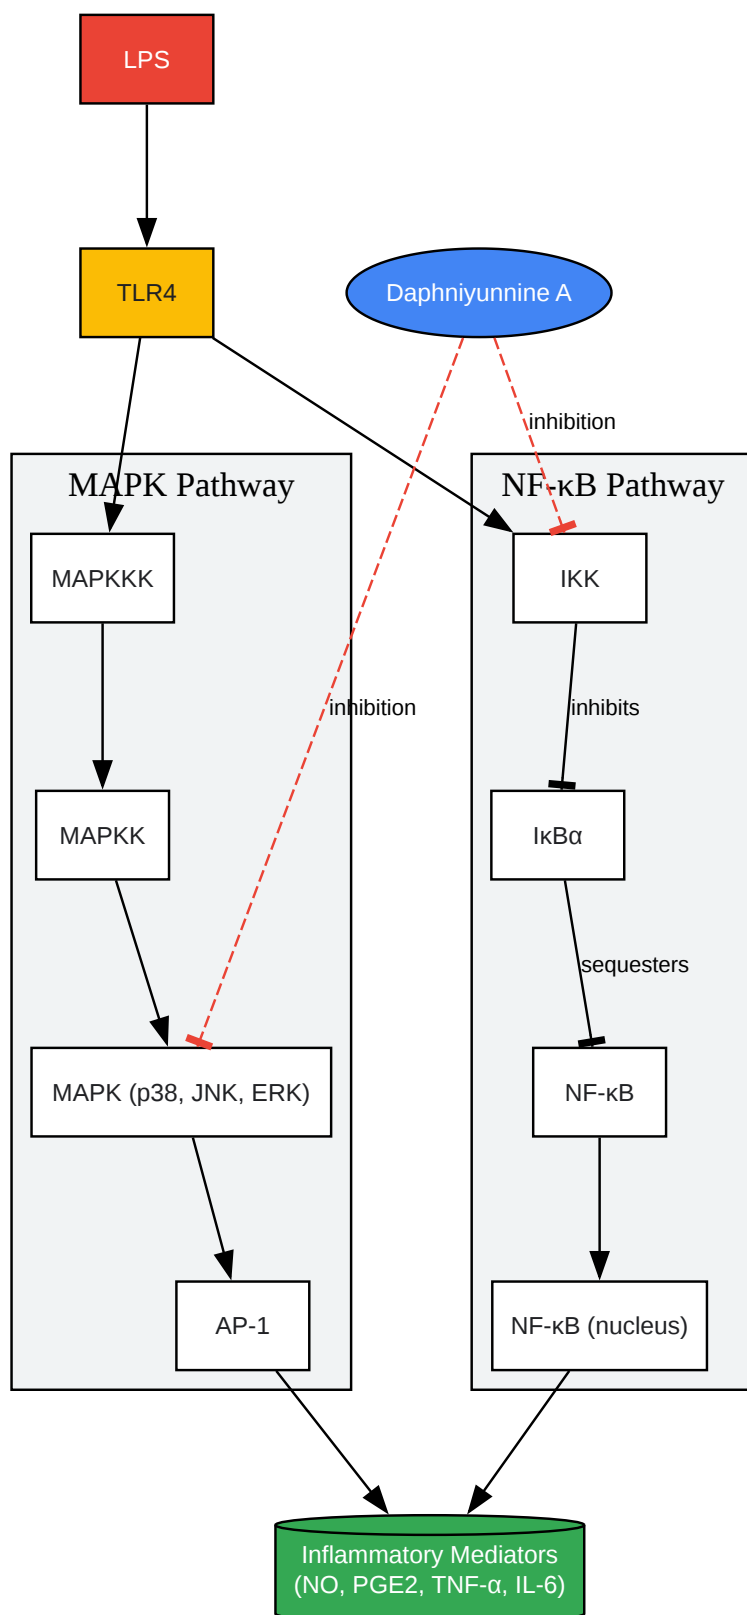 LPS
TLR4
Daphniyunnine A
inhibition
MAPK Pathway
NF-κB Pathway
MAPKKK
IKK
inhibition
inhibits
MAPKK
IκBα
sequesters
MAPK (p38, JNK, ERK)
NF-κB
AP-1
NF-κB (nucleus)
Inflammatory Mediators
(NO, PGE2, TNF-α, IL-6)